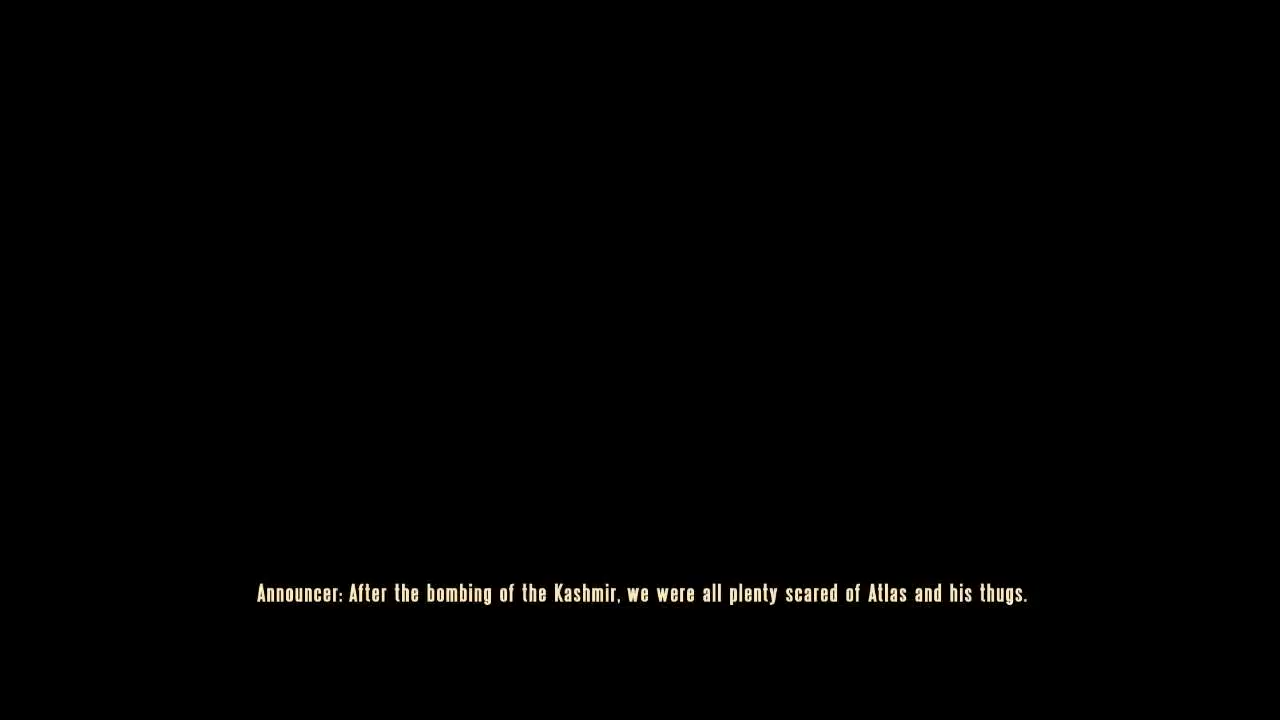 Announcer: After the bombing of the Kashmir, we were all plenty scared of Atlas and his thugs.